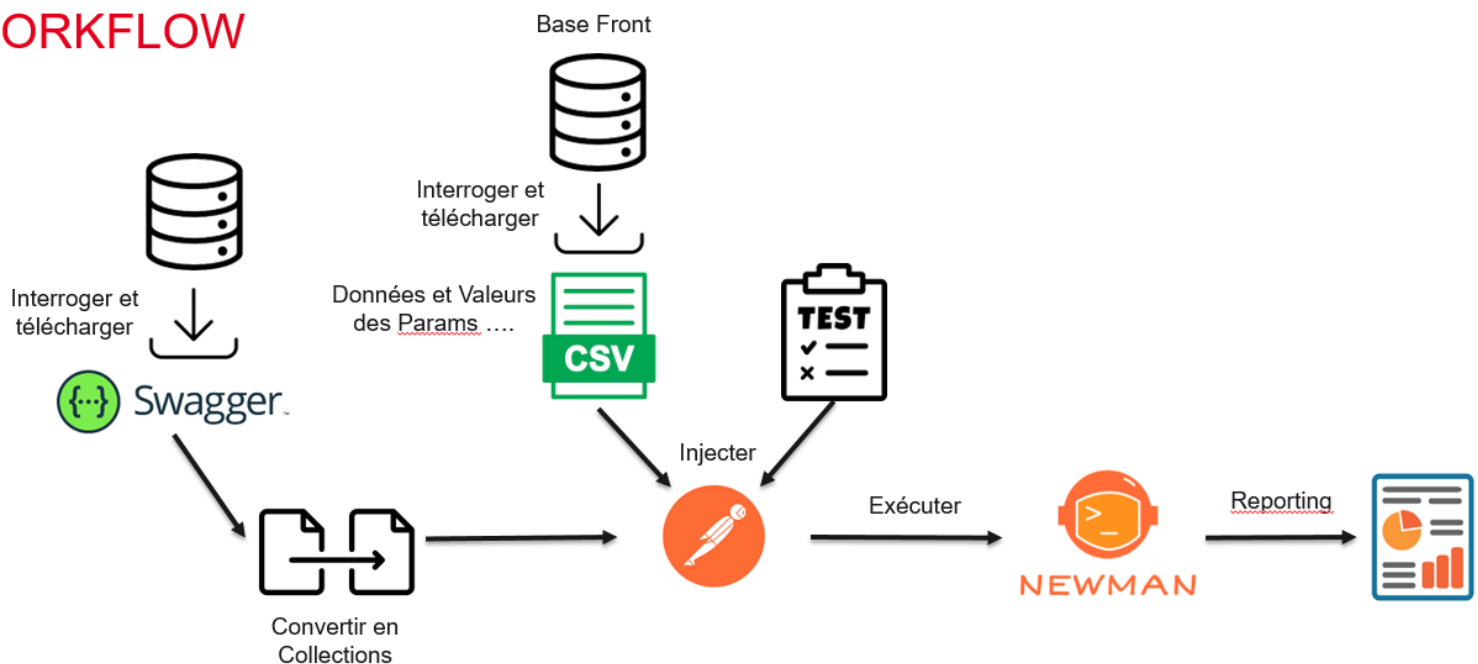 ORKFLOW
Base Front
Interroger et
télécharger
Interroger et
télécharger
Données et Valeurs
des Params ....
CSV
TEST
{...} Swagger™
Injecter
Exécuter
>_
NEWMAN
Reporting
Convertir en
Collections